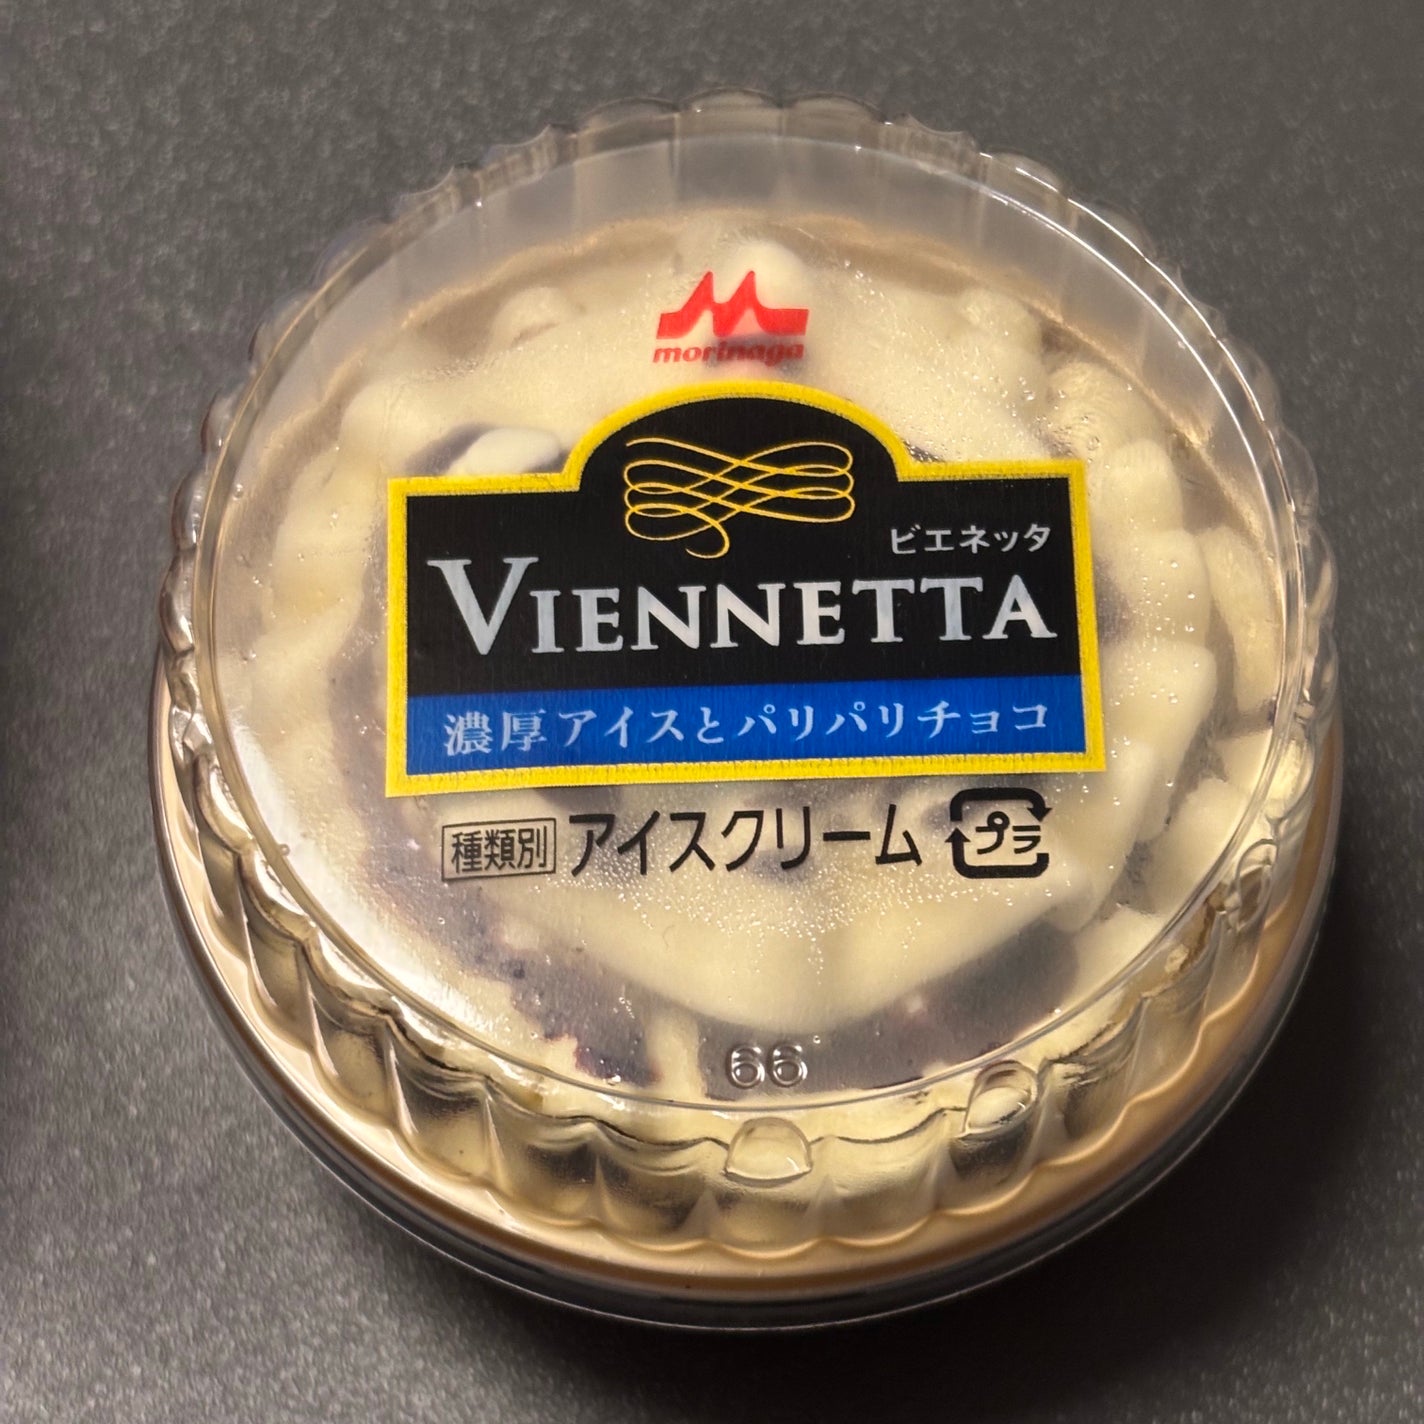 morinaga
ビエネッタ
VIENNETTA
濃厚アイスとパリパリチョコ
種類別 アイスクリーム プラ
66